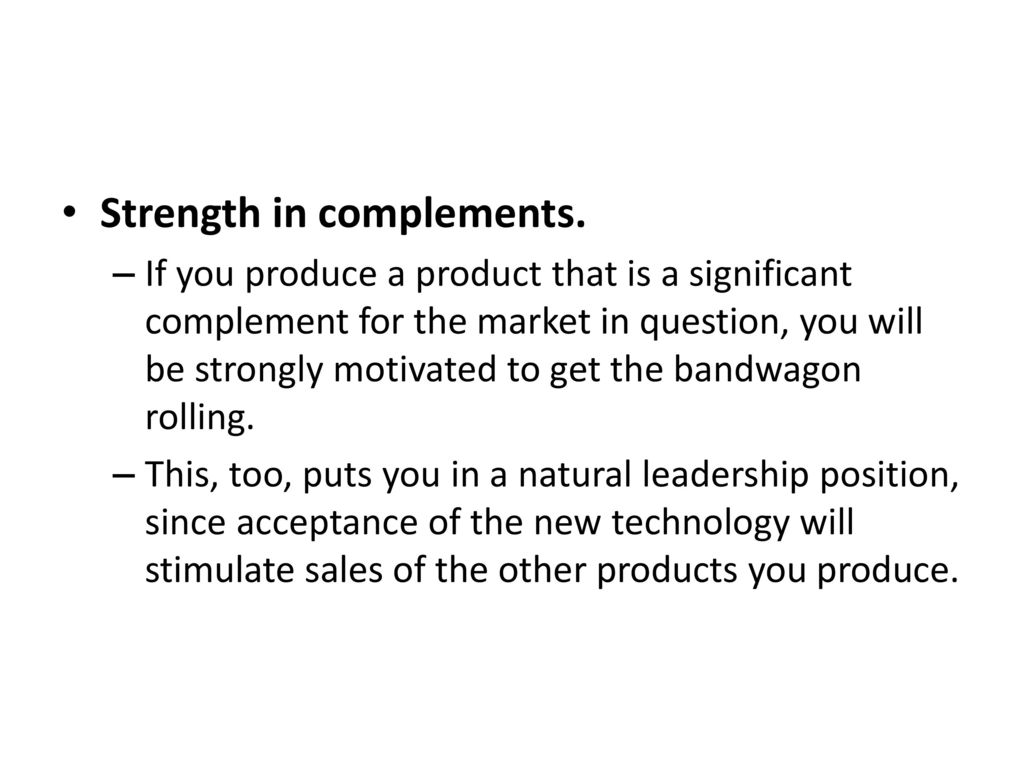 • Strength in complements.
– If you produce a product that is a significant
complement for the market in question, you will
be strongly motivated to get the bandwagon
rolling.
– This, too, puts you in a natural leadership position,
since acceptance of the new technology will
stimulate sales of the other products you produce.